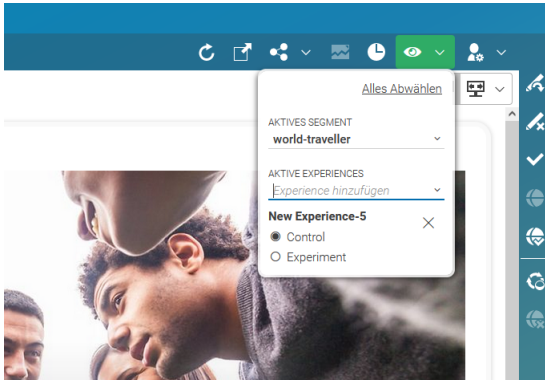 Alles Abwählen
AKTIVES SEGMENT
world-traveller
AKTIVE EXPERIENCES
Experience hinzufügen
New Experience-5
Control
Experiment